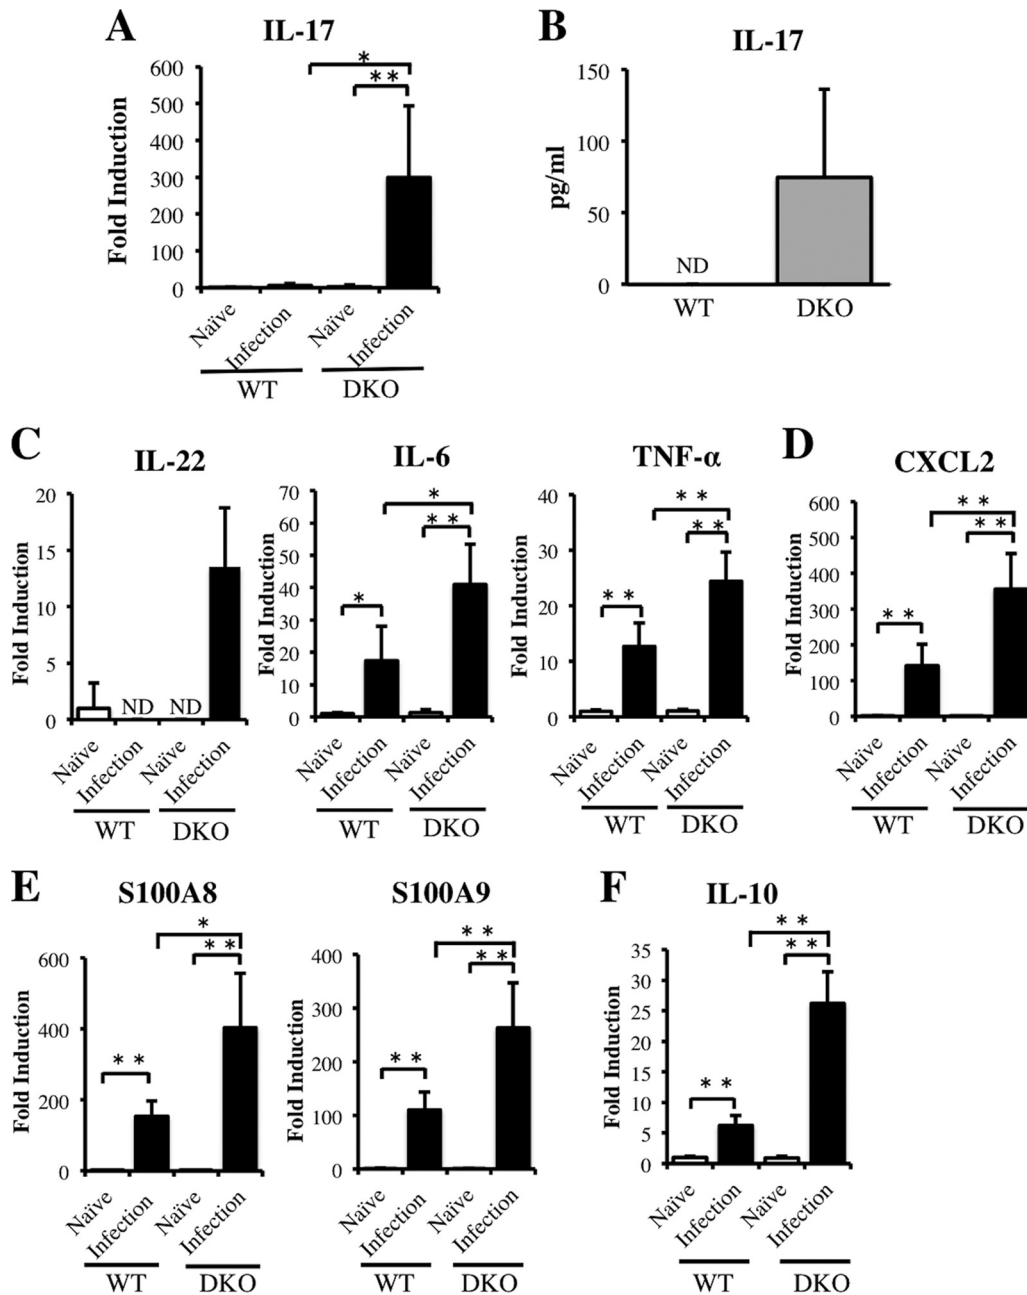 A
IL-17
Fold Induction
600
500
400
300
200
100
0
*
**
Naïve
Infection
Naïve
Infection
WT
DKO
B
IL-17
pg/ml
150
100
50
0
ND
WT
DKO
C
IL-22
Fold Induction
20
15
10
5
0
ND
ND
Naïve
Infection
Naïve
Infection
WT
DKO
IL-6
Fold Induction
70
60
50
40
30
20
10
0
*
**
*
Naïve
Infection
Naïve
Infection
WT
DKO
TNF-α
Fold Induction
40
30
20
10
0
**
**
**
Naïve
Infection
Naïve
Infection
WT
DKO
D
CXCL2
Fold Induction
600
500
400
300
200
100
0
**
**
**
Naïve
Infection
Naïve
Infection
WT
DKO
E
S100A8
Fold Induction
600
400
200
0
*
**
**
Naïve
Infection
Naïve
Infection
WT
DKO
S100A9
Fold Induction
400
300
200
100
0
**
**
**
Naïve
Infection
Naïve
Infection
WT
DKO
F
IL-10
Fold Induction
35
30
25
20
15
10
5
0
**
**
**
Naïve
Infection
Naïve
Infection
WT
DKO